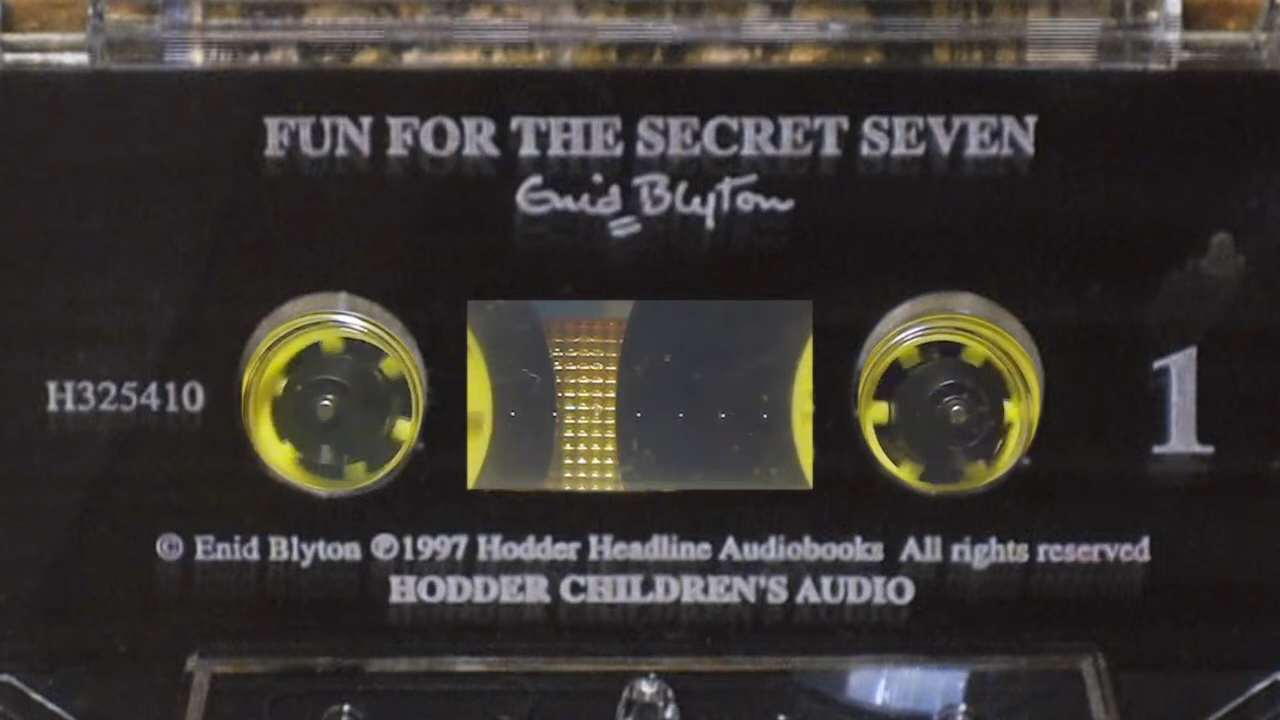 FUN FOR THE SECRET SEVEN
Enid Blyton
H325410
1
© Enid Blyton ℗1997 Hodder Headline Audiobooks All rights reserved
HODDER CHILDREN'S AUDIO